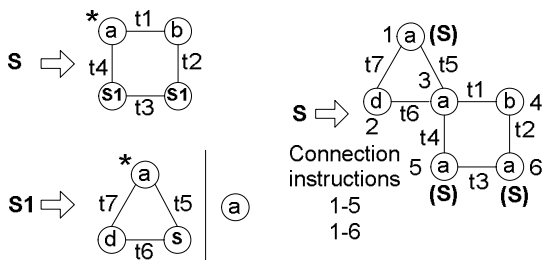 * a t1 b
S t4 t2
S1 t3 S1
* a
S1 t7 t5 a
d t6 s
1 a (S)
t7 t5
3
d t6 a t1 b 4
2
S t4 t2
Connection
instructions
5 a t3 a 6
(S) (S)
1-5
1-6